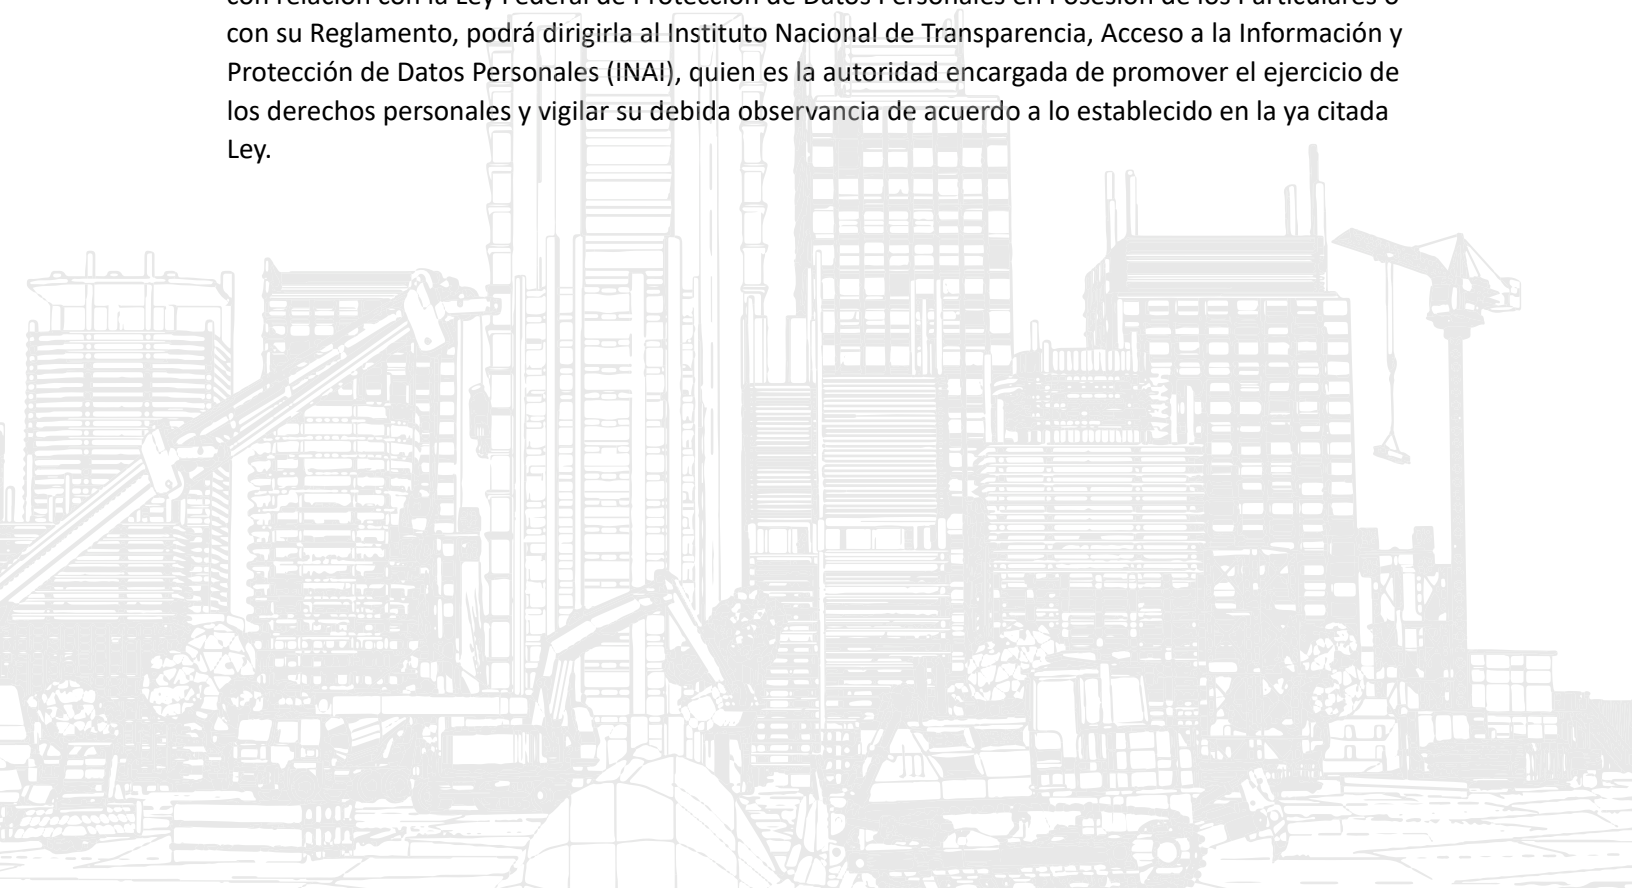 con relación con la Ley Federal de Protección de Datos Personales en Posesión de los Particulares o
con su Reglamento, podrá dirigirla al Instituto Nacional de Transparencia, Acceso a la Información y
Protección de Datos Personales (INAI), quien es la autoridad encargada de promover el ejercicio de
los derechos personales y vigilar su debida observancia de acuerdo a lo establecido en la ya citada
Ley.